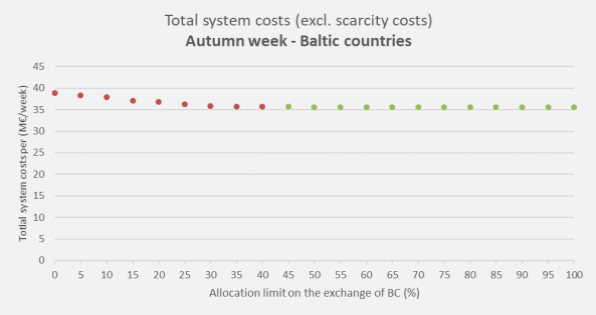 Total system costs (excl. scarcity costs)
Autumn week - Baltic countries
Totlal system costs per (M€/week)
45
40
35
30
25
20
15
10
5
0
0 5 10 15 20 25 30 35 40 45 50 55 60 65 70 75 80 85 90 95 100
Allocation limit on the exchange of BC (%)